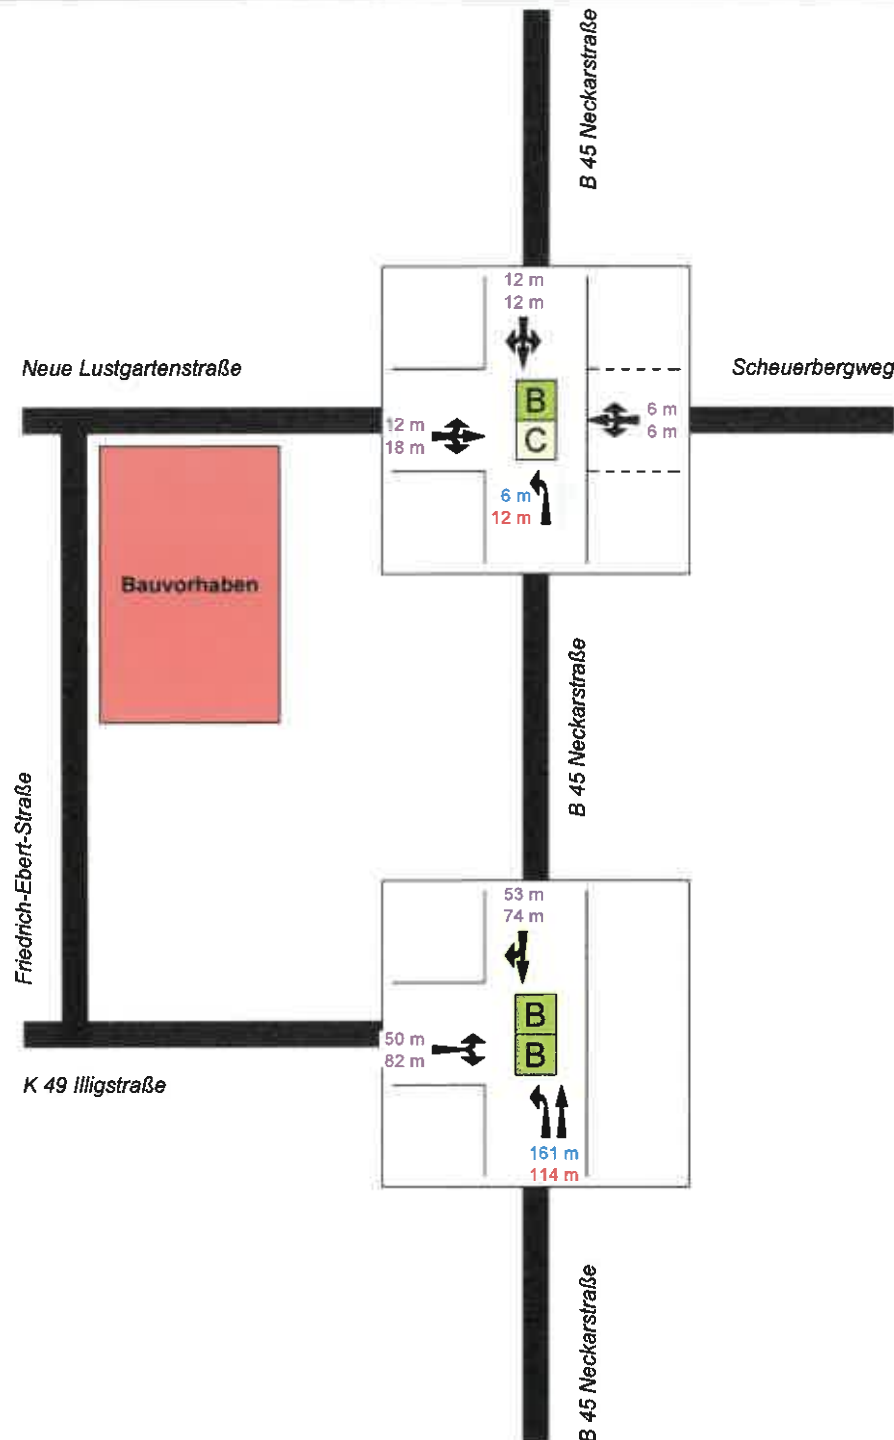 B 45 Neckarstraße
12 m
12 m
Neue Lustgartenstraße
Scheuerbergweg
B
C
12 m
18 m
6 m
6 m
6 m
12 m
Bauvorhaben
B 45 Neckarstraße
Friedrich-Ebert-Straße
53 m
74 m
B
B
50 m
82 m
K 49 Illigstraße
161 m
114 m
B 45 Neckarstraße